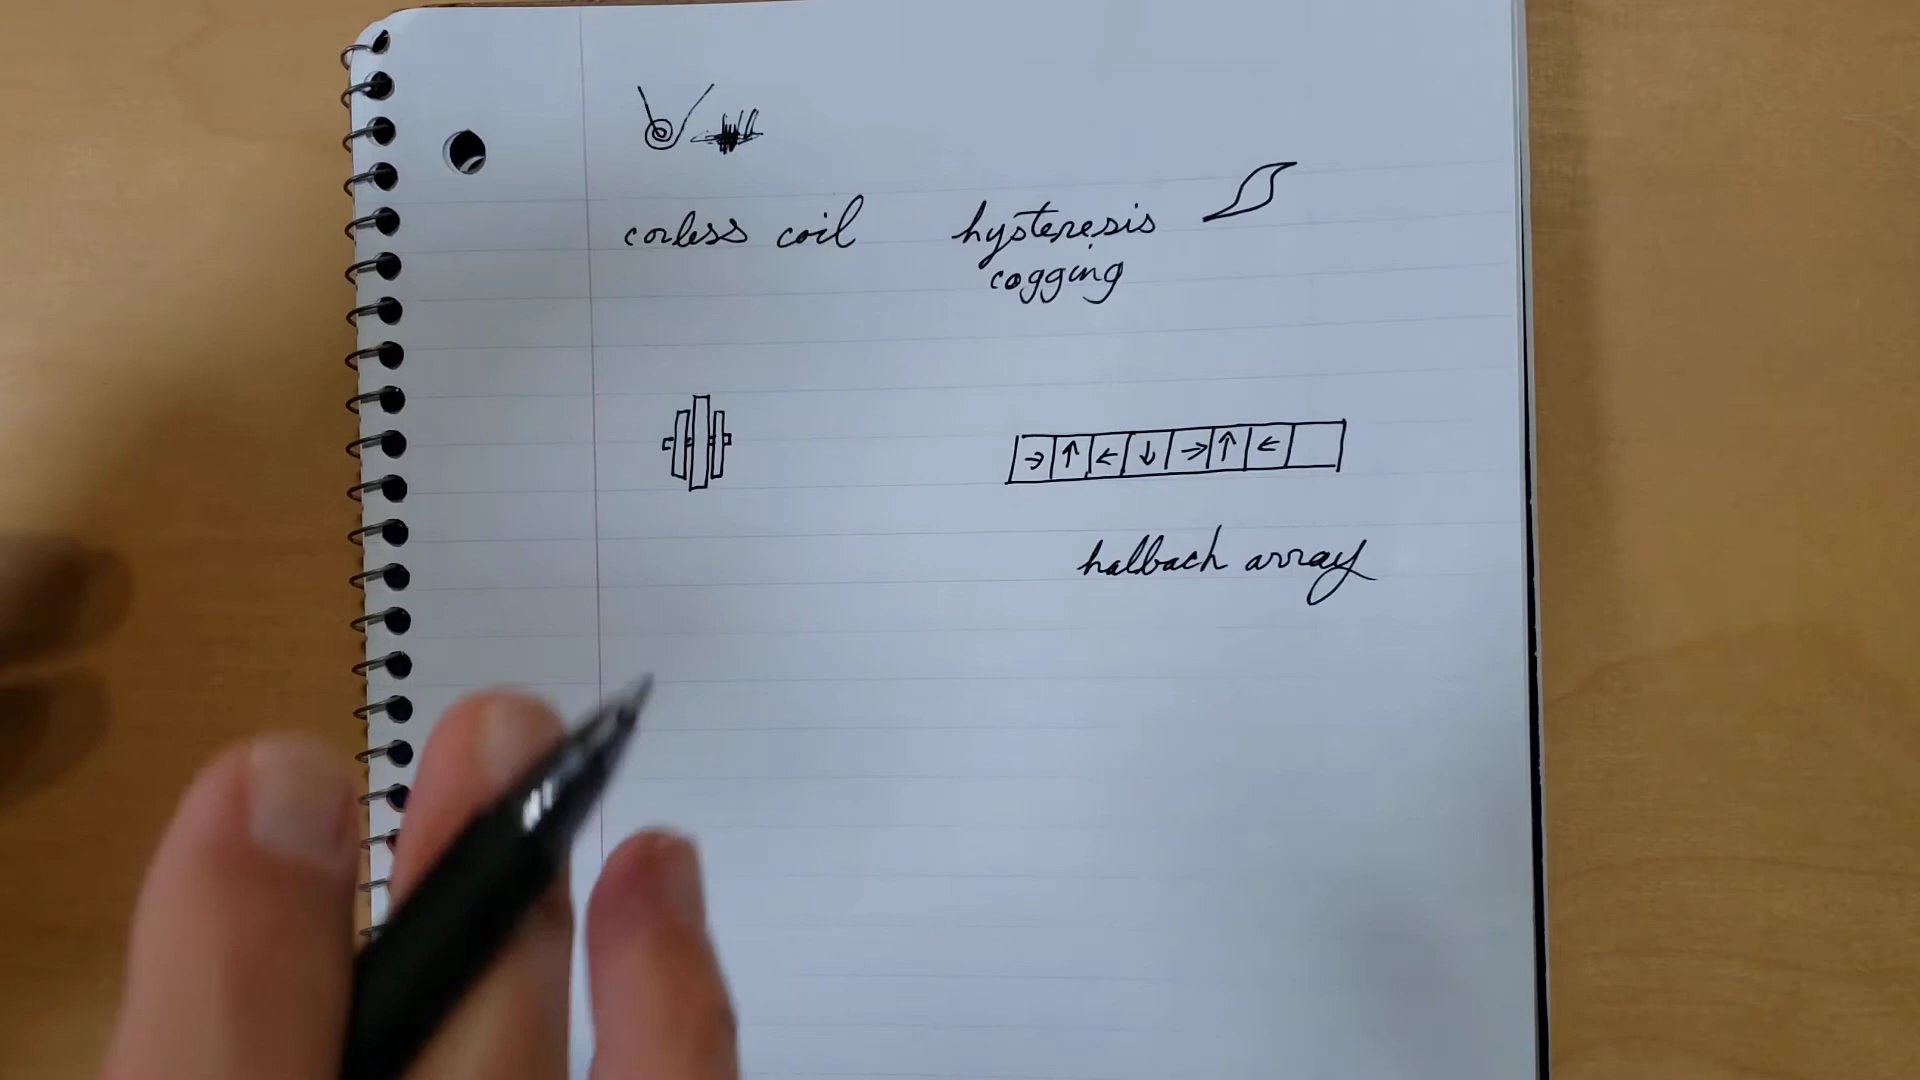 corless coil
hysteresis
cogging
→ ↑ ← ↓ → ↑ ←
halbach array